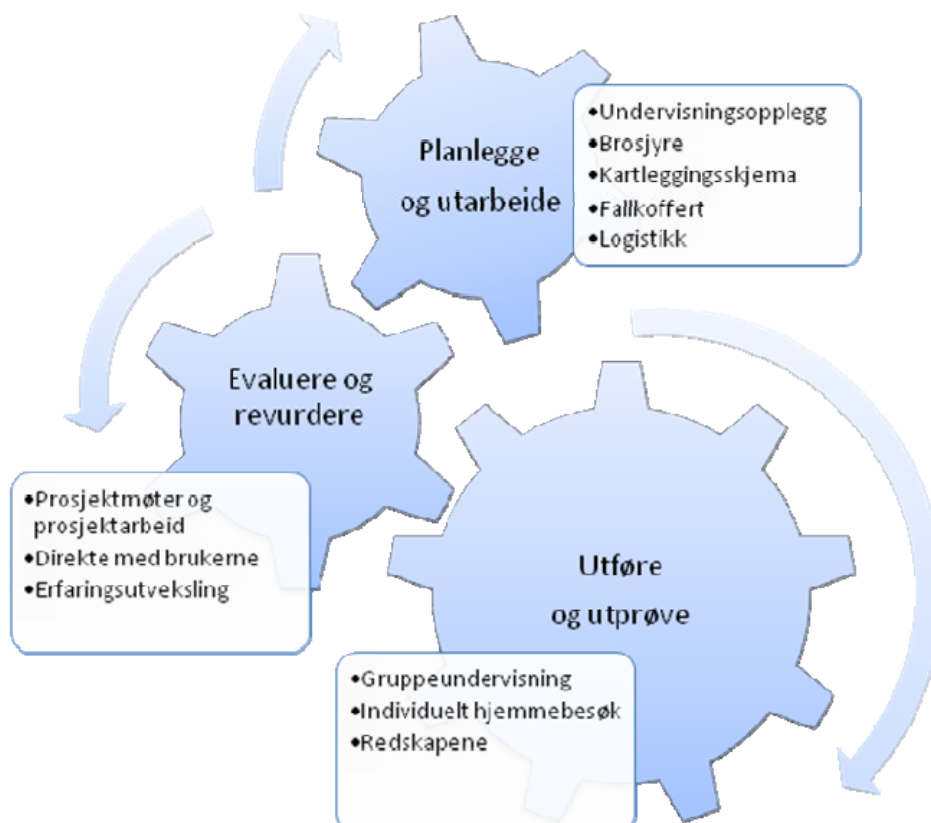 Planlegge
og utarbeide
•Undervisningsopplegg
•Brosjyre
•Kartleggingsskjema
•Fallkoffert
•Logistikk
Evaluere og
revurdere
•Prosjektmøter og
prosjektarbeid
•Direkte med brukerne
•Erfaringsutveksling
Utføre
og utprøve
•Gruppeundervisning
•Individuelt hjemmebesøk
•Redskapene